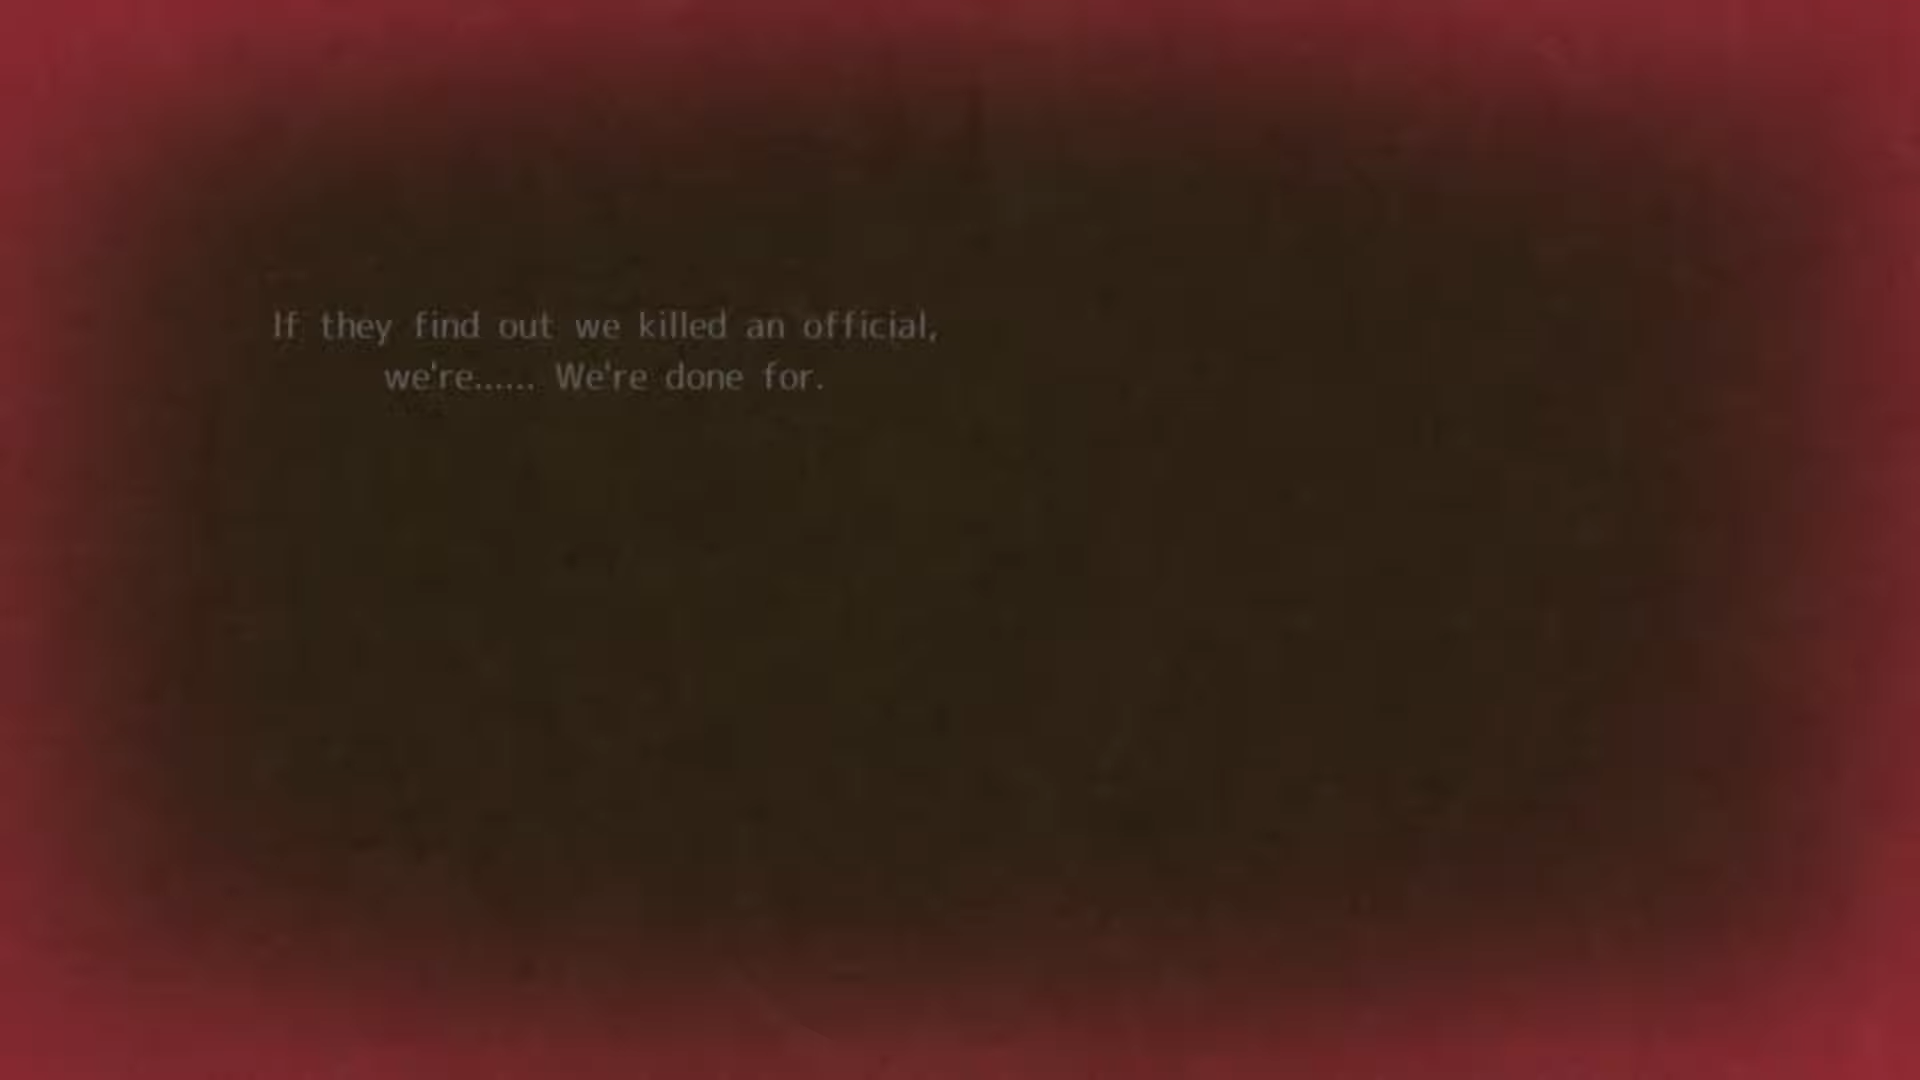 If they find out we killed an official,
we're...... We're done for.